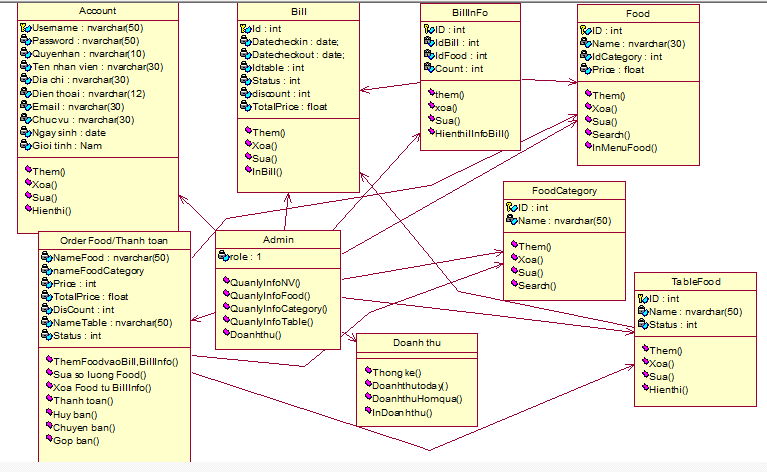 Account
Username : nvarchar(50)
Password : nvarchar(50)
Quyenhan : nvarchar(10)
Ten nhan vien : nvarchar(30)
Dia chi : nvarchar(30)
Dien thoai : nvarchar(12)
Email : nvarchar(30)
Chucvu : nvarchar(30)
Ngay sinh : date
Gioi tinh : Nam
Them()
Xoa()
Sua()
Hienthi()
Bill
Id : int
Datecheckin : date;
Datecheckout : date;
Idtable : int
Status : int
discount : int
TotalPrice : float
Them()
Xoa()
Sua()
InBill()
BillInFo
ID : int
IdBill : int
IdFood : int
Count : int
them()
xoa()
Sua()
HienthiInfoBill()
Food
ID : int
Name : nvarchar(30)
IdCategory : int
Price : float
Them()
Xoa()
Sua()
Search()
InMenuFood()
FoodCategory
ID : int
Name : nvarchar(50)
Them()
Xoa()
Sua()
Search()
Order Food/Thanh toan
NameFood : nvarchar(50)
nameFoodCategory
Price : int
TotalPrice : float
DisCount : int
NameTable : nvarchar(50)
Status : int
ThemFoodvaoBill,BillInfo()
Sua so luong Food()
Xoa Food tu BillInfo()
Thanh toan()
Huy ban()
Chuyen ban()
Gop ban()
Admin
role : 1
QuanlyInfoNV()
QuanlyInfoFood()
QuanlyInfoCategory()
QuanlyInfoTable()
Doanhthu()
Doanh thu
Thong ke()
Doanhthutoday()
DoanhthuHomqua()
InDoanhthu()
TableFood
ID : int
Name : nvarchar(50)
Status : int
Them()
Xoa()
Sua()
Hienthi()